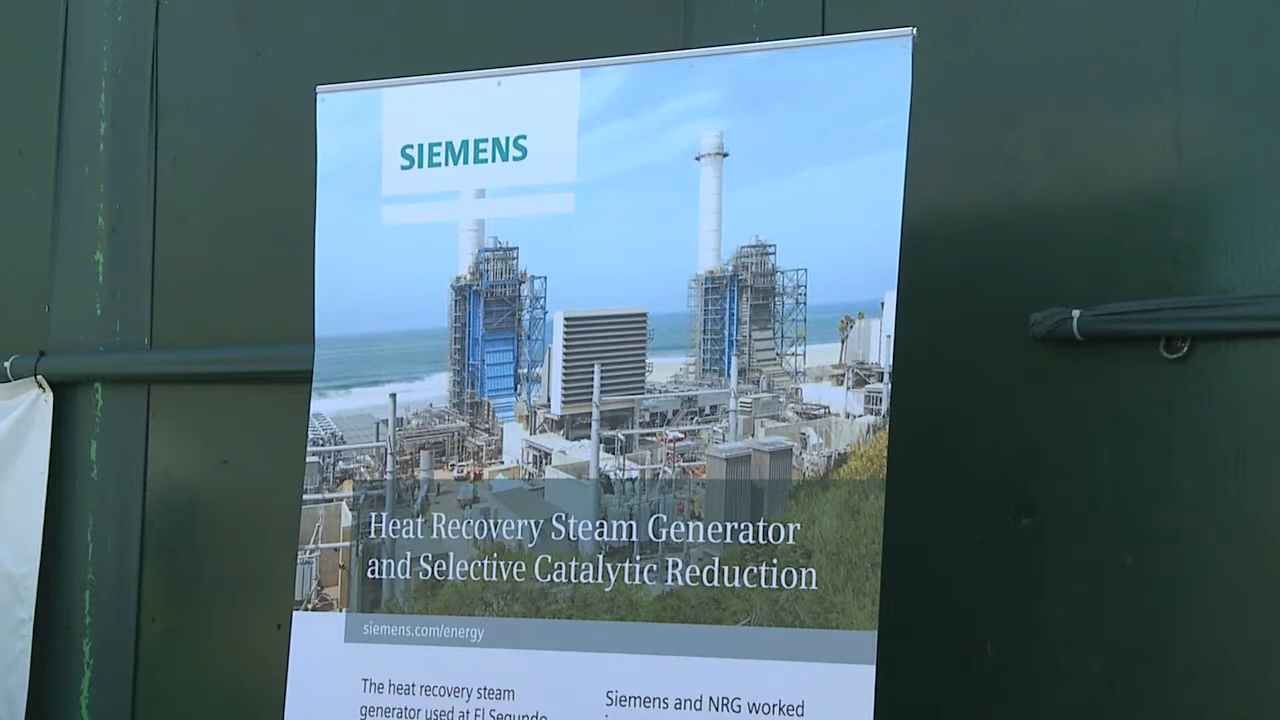 SIEMENS
Heat Recovery Steam Generator
and Selective Catalytic Reduction
siemens.com/energy
The heat recovery steam
generator used at El Segundo
Siemens and NRG worked